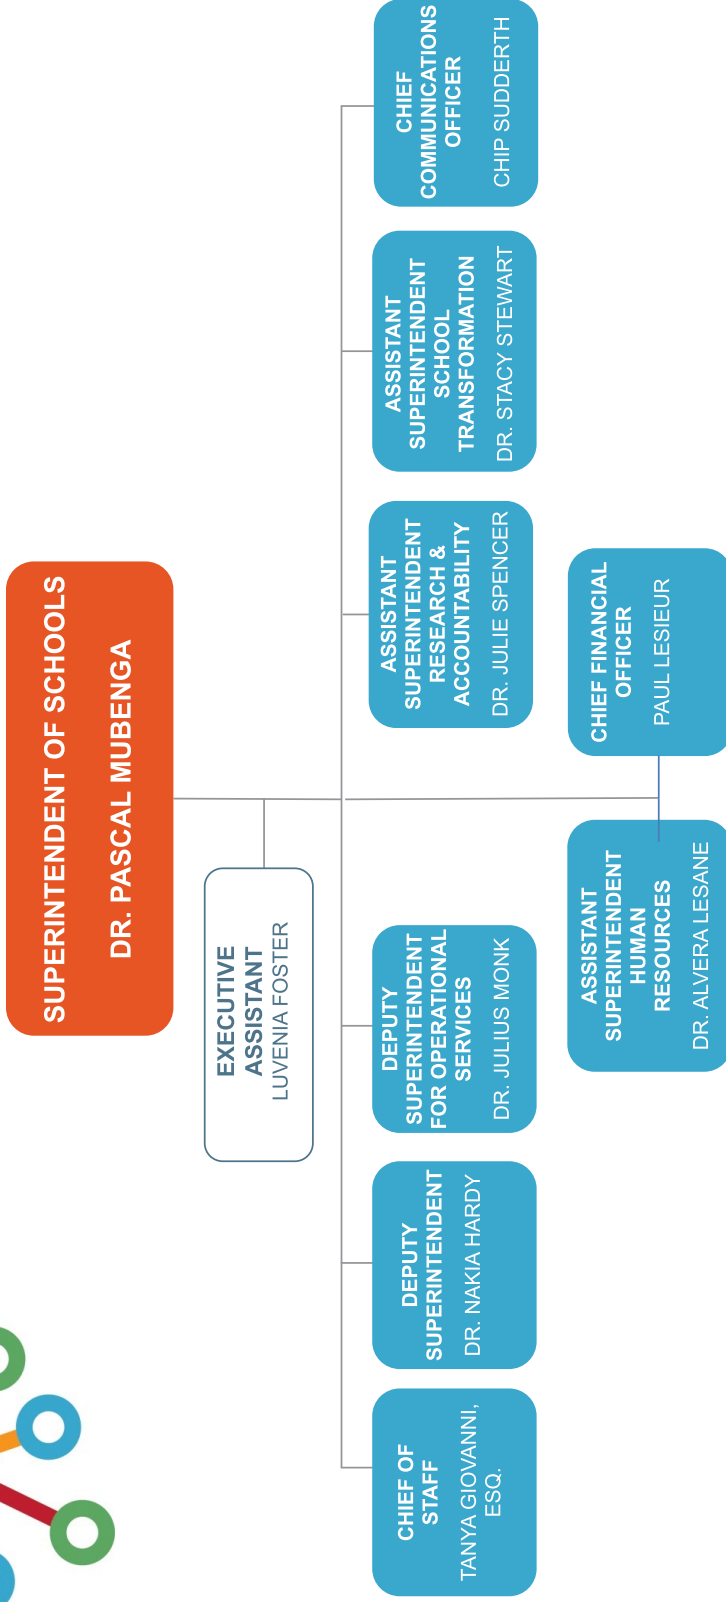 SUPERINTENDENT OF SCHOOLS
DR. PASCAL MUBENGA
EXECUTIVE
ASSISTANT
LUVENIA FOSTER
CHIEF OF
STAFF
TANYA GIOVANNI,
ESQ.
DEPUTY
SUPERINTENDENT
DR. NAKIA HARDY
DEPUTY
SUPERINTENDENT
FOR OPERATIONAL
SERVICES
DR. JULIUS MONK
ASSISTANT
SUPERINTENDENT
RESEARCH &
ACCOUNTABILITY
DR. JULIE SPENCER
ASSISTANT
SUPERINTENDENT
SCHOOL
TRANSFORMATION
DR. STACY STEWART
CHIEF
COMMUNICATIONS
OFFICER
CHIP SUDDERTH
ASSISTANT
SUPERINTENDENT
HUMAN
RESOURCES
DR. ALVERA LESANE
CHIEF FINANCIAL
OFFICER
PAUL LESIEUR